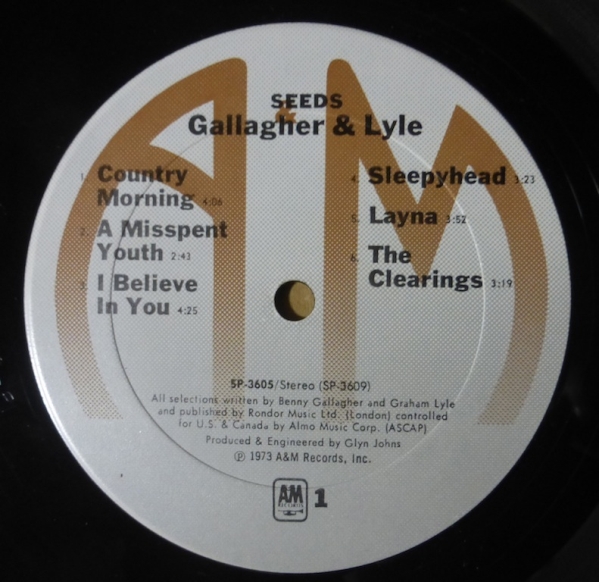 A&M
SEEDS
Gallagher & Lyle
1. Country
Morning 4:06
2. A Misspent
Youth 2:43
3. I Believe
In You 4:25
4. Sleepyhead 3:23
5. Layna 3:52
6. The
Clearings 3:19
SP-3605/Stereo (SP-3609)
All selections written by Benny Gallagher and Graham Lyle
and published by Rondor Music Ltd. (London) controlled
for U.S. & Canada by Almo Music Corp. (ASCAP)
Produced & Engineered by Glyn Johns
℗ 1973 A&M Records, Inc.
AM RECORDS 1